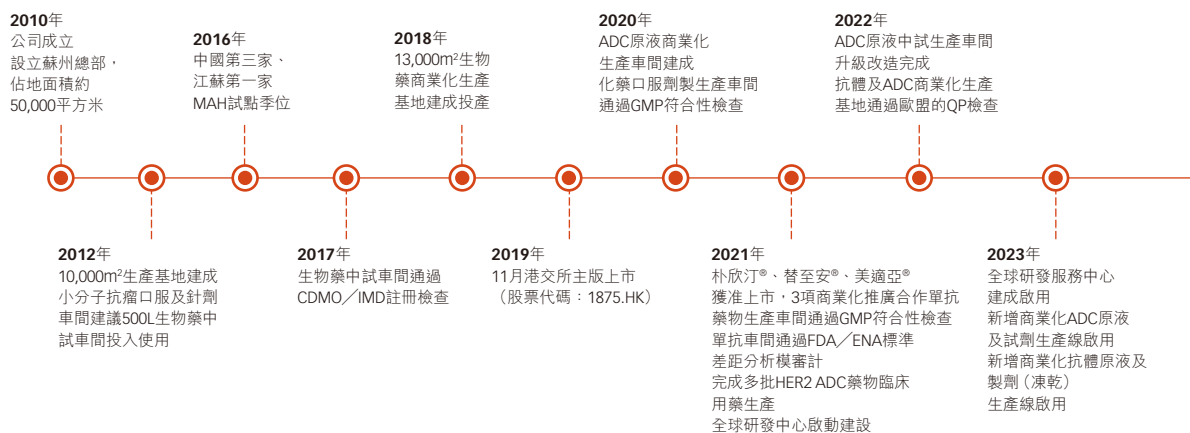 2010年
公司成立
設立蘇州總部，
佔地面積約
50,000平方米
2012年
10,000m²生產基地建成
小分子抗瘤口服及針劑
車間建議500L生物藥中
試車間投入使用
2016年
中國第三家、
江蘇第一家
MAH試點季位
2017年
生物藥中試車間通過
CDMO／IMD註冊檢查
2018年
13,000m²生物
藥商業化生產
基地建成投產
2019年
11月港交所主版上市
（股票代碼：1875.HK）
2020年
ADC原液商業化
生產車間建成
化藥口服劑製生產車間
通過GMP符合性檢查
2021年
朴欣汀®、替至安®、美適亞®
獲准上市，3項商業化推廣合作單抗
藥物生產車間通過GMP符合性檢查
單抗車間通過FDA／ENA標準
差距分析模審計
完成多批HER2 ADC藥物臨床
用藥生產
全球研發中心啟動建設
2022年
ADC原液中試生產車間
升級改造完成
抗體及ADC商業化生產
基地通過歐盟的QP檢查
2023年
全球研發服務中心
建成啟用
新增商業化ADC原液
及試劑生產線啟用
新增商業化抗體原液及
製劑（凍乾）
生產線啟用